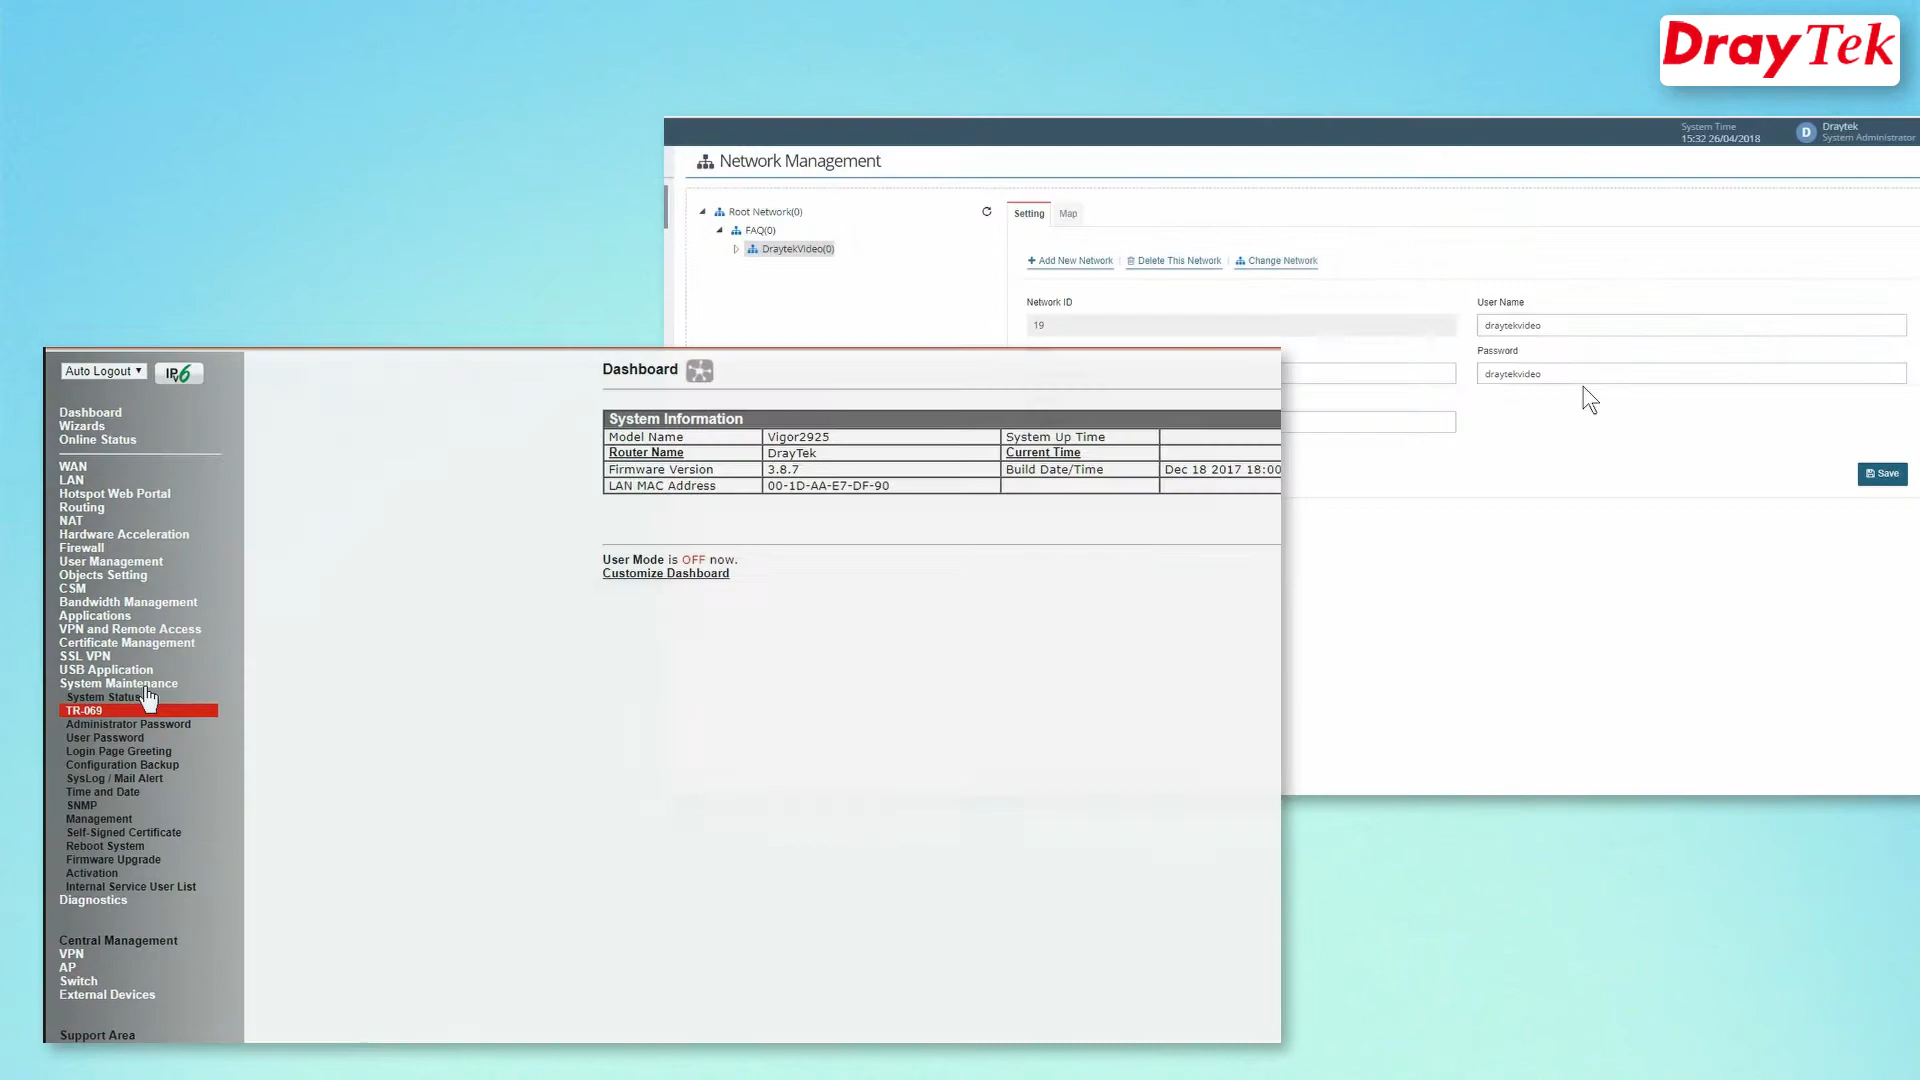 DrayTek
System Time
15:32 26/04/2018
D
Draytek
System Administrator
Network Management
Root Network(0)
FAQ(0)
DraytekVideo(0)
Setting
Map
Add New Network
Delete This Network
Change Network
Network ID
User Name
19
draytekvideo
Password
draytekvideo
Save
Auto Logout
IPv6
Dashboard
Wizards
Online Status
WAN
LAN
Hotspot Web Portal
Routing
NAT
Hardware Acceleration
Firewall
User Management
Objects Setting
CSM
Bandwidth Management
Applications
VPN and Remote Access
Certificate Management
SSL VPN
USB Application
System Maintenance
System Status
TR-069
Administrator Password
User Password
Login Page Greeting
Configuration Backup
SysLog / Mail Alert
Time and Date
SNMP
Management
Self-Signed Certificate
Reboot System
Firmware Upgrade
Activation
Internal Service User List
Diagnostics
Central Management
VPN
AP
Switch
External Devices
Support Area
Dashboard
System Information
Model Name Vigor2925 System Up Time
Router Name DrayTek Current Time
Firmware Version 3.8.7 Build Date/Time Dec 18 2017 18:00
LAN MAC Address 00-1D-AA-E7-DF-90
User Mode is OFF now.
Customize Dashboard